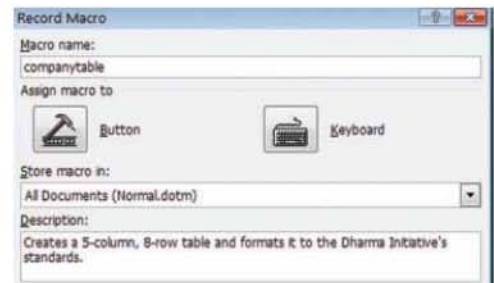 Record Macro
Macro name:
companytable
Assign macro to
Button Keyboard
Store macro in:
All Documents (Normal.dotm)
Description:
Creates a 5-column, 8-row table and formats it to the Dharma Initiative's
standards.